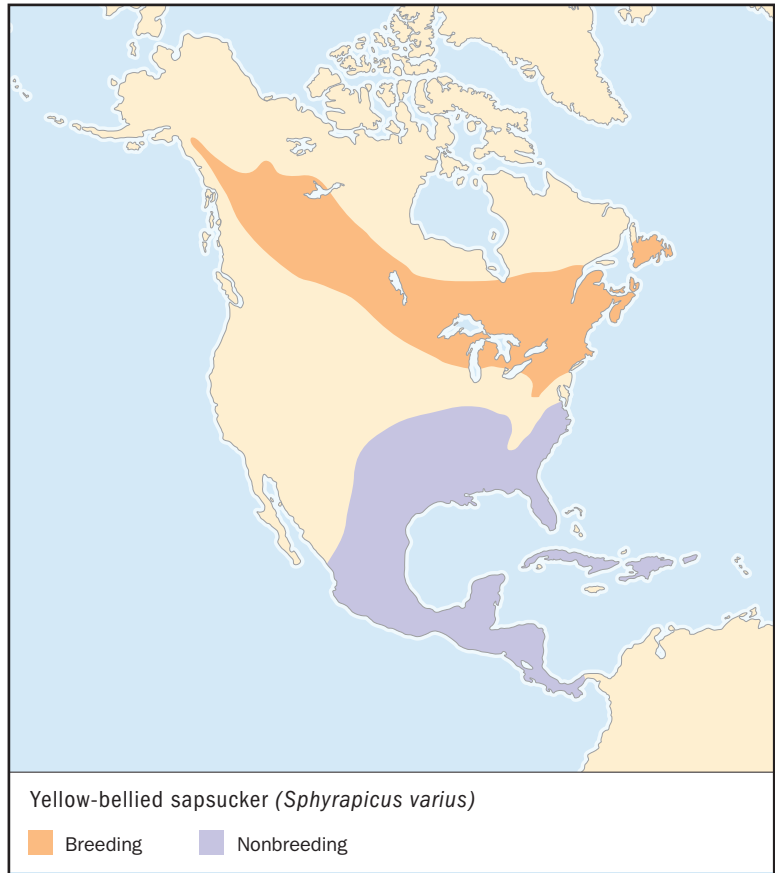 Yellow-bellied sapsucker (Sphyrapicus varius)
Breeding
Nonbreeding